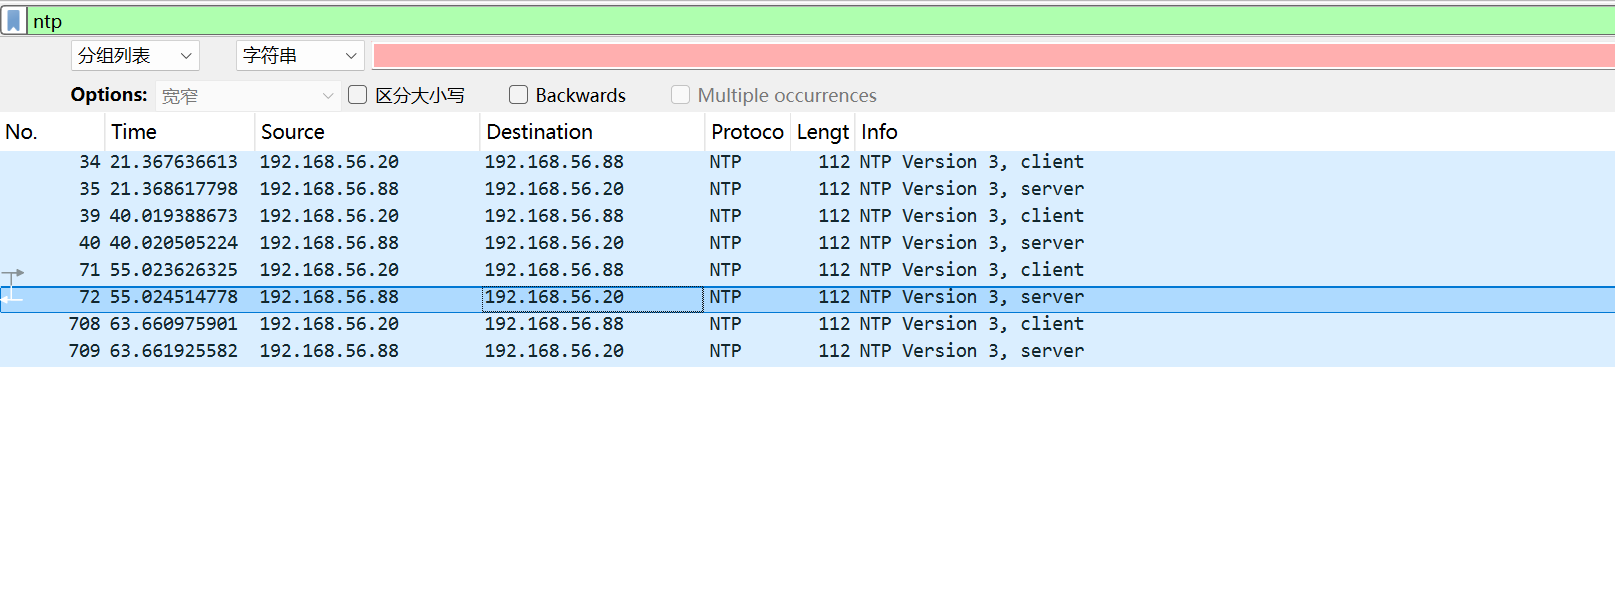 ntp
分组列表 字符串
Options: 宽窄 区分大小写 Backwards Multiple occurrences
No. Time Source Destination Protoco Lengt Info
34 21.367636613 192.168.56.20 192.168.56.88 NTP 112 NTP Version 3, client
35 21.368617798 192.168.56.88 192.168.56.20 NTP 112 NTP Version 3, server
39 40.019388673 192.168.56.20 192.168.56.88 NTP 112 NTP Version 3, client
40 40.020505224 192.168.56.88 192.168.56.20 NTP 112 NTP Version 3, server
71 55.023626325 192.168.56.20 192.168.56.88 NTP 112 NTP Version 3, client
72 55.024514778 192.168.56.88 192.168.56.20 NTP 112 NTP Version 3, server
708 63.660975901 192.168.56.20 192.168.56.88 NTP 112 NTP Version 3, client
709 63.661925582 192.168.56.88 192.168.56.20 NTP 112 NTP Version 3, server